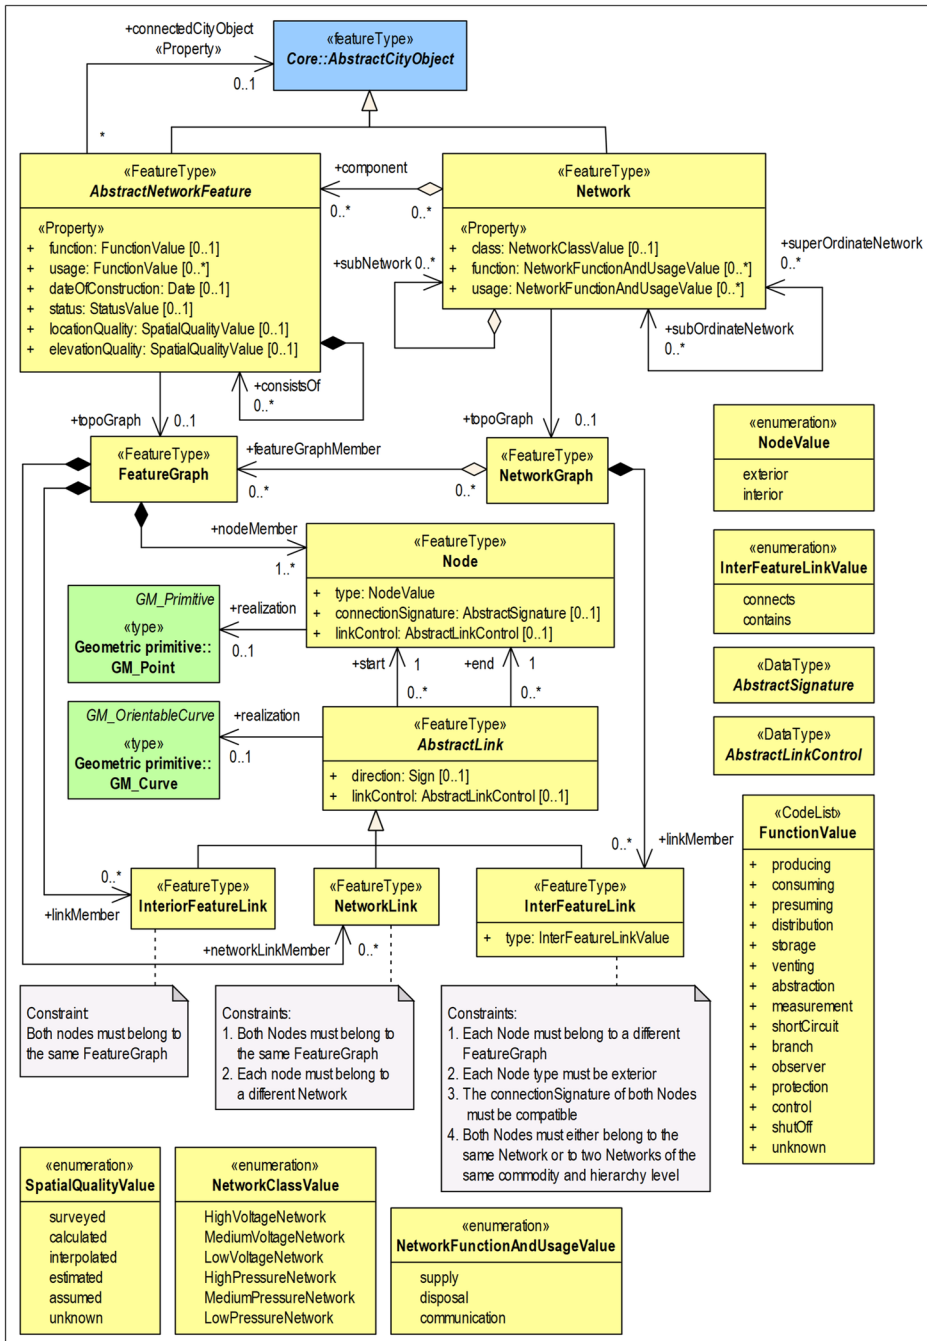 +connectedCityObject
«Property»
0..1
*
«featureType»
Core::AbstractCityObject
«FeatureType»
AbstractNetworkFeature
«Property»
+ function: FunctionValue [0..1]
+ usage: FunctionValue [0..*]
+ dateOfConstruction: Date [0..1]
+ status: StatusValue [0..1]
+ locationQuality: SpatialQualityValue [0..1]
+ elevationQuality: SpatialQualityValue [0..1]
+component
0..*
0..*
«FeatureType»
Network
«Property»
+ class: NetworkClassValue [0..1]
+ function: NetworkFunctionAndUsageValue [0..*]
+ usage: NetworkFunctionAndUsageValue [0..*]
+superOrdinateNetwork
0..*
+subNetwork 0..*
+subOrdinateNetwork
0..*
+consistsOf
0..*
+topoGraph
0..1
+topoGraph
0..1
«FeatureType»
FeatureGraph
+featureGraphMember
0..*
0..*
«FeatureType»
NetworkGraph
«enumeration»
NodeValue
exterior
interior
+nodeMember
1..*
«FeatureType»
Node
+ type: NodeValue
+ connectionSignature: AbstractSignature [0..1]
+ linkControl: AbstractLinkControl [0..1]
«enumeration»
InterFeatureLinkValue
connects
contains
GM_Primitive
«type»
Geometric primitive::
GM_Point
+realization
0..1
+start
1
+end
1
0..*
0..*
«DataType»
AbstractSignature
GM_OrientableCurve
«type»
Geometric primitive::
GM_Curve
+realization
0..1
«FeatureType»
AbstractLink
+ direction: Sign [0..1]
+ linkControl: AbstractLinkControl [0..1]
«DataType»
AbstractLinkControl
«CodeList»
FunctionValue
+ producing
+ consuming
+ presuming
+ distribution
+ storage
+ venting
+ abstraction
+ measurement
+ shortCircuit
+ branch
+ observer
+ protection
+ control
+ shutOff
+ unknown
+linkMember
0..*
0..*
+linkMember
«FeatureType»
InteriorFeatureLink
«FeatureType»
NetworkLink
«FeatureType»
InterFeatureLink
+ type: InterFeatureLinkValue
+networkLinkMember
0..*
Constraint:
Both nodes must belong to
the same FeatureGraph
Constraints:
1. Both Nodes must belong to
the same FeatureGraph
2. Each node must belong to
a different Network
Constraints:
1. Each Node must belong to a different
FeatureGraph
2. Each Node type must be exterior
3. The connectionSignature of both Nodes
must be compatible
4. Both Nodes must either belong to the
same Network or to two Networks of the
same commodity and hierarchy level
«enumeration»
SpatialQualityValue
surveyed
calculated
interpolated
estimated
assumed
unknown
«enumeration»
NetworkClassValue
HighVoltageNetwork
MediumVoltageNetwork
LowVoltageNetwork
HighPressureNetwork
MediumPressureNetwork
LowPressureNetwork
«enumeration»
NetworkFunctionAndUsageValue
supply
disposal
communication